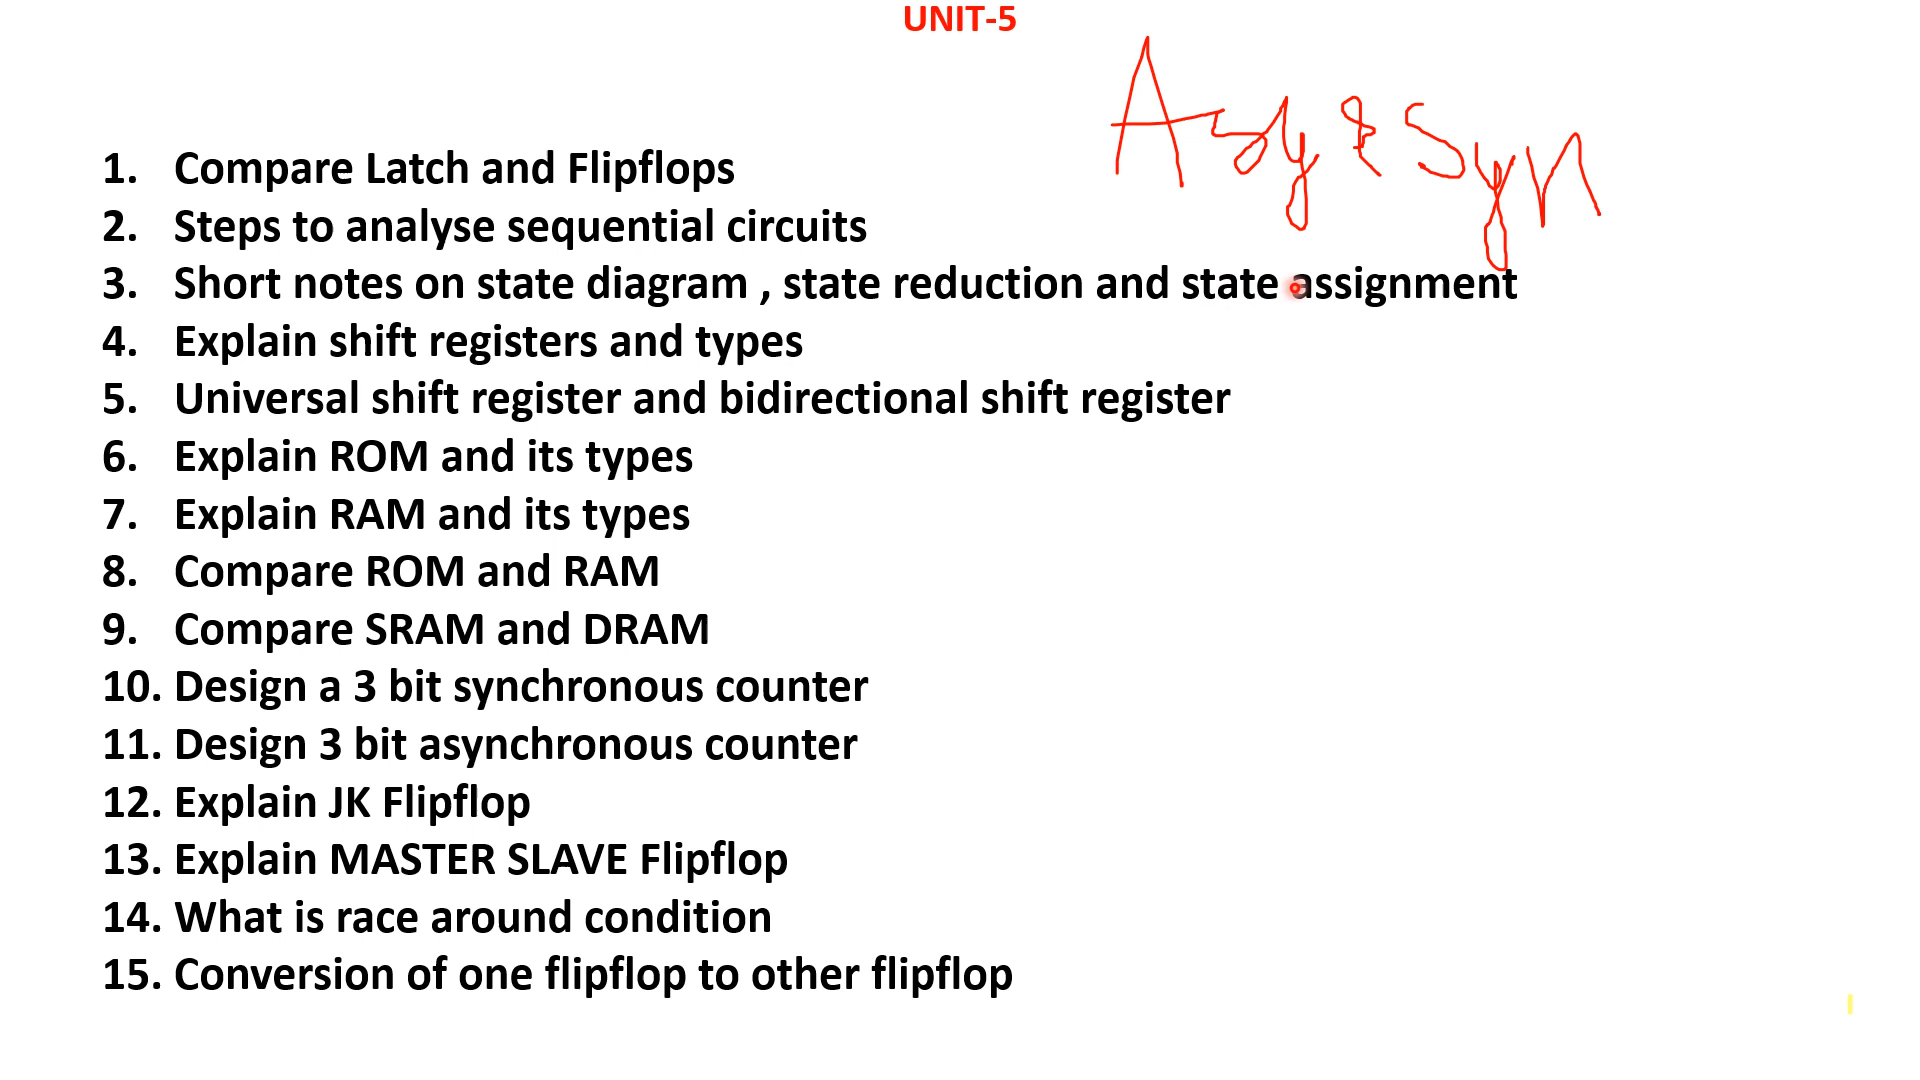 UNIT-5
& Syn
1. Compare Latch and Flipflops
2. Steps to analyse sequential circuits
3. Short notes on state diagram , state reduction and state assignment
4. Explain shift registers and types
5. Universal shift register and bidirectional shift register
6. Explain ROM and its types
7. Explain RAM and its types
8. Compare ROM and RAM
9. Compare SRAM and DRAM
10. Design a 3 bit synchronous counter
11. Design 3 bit asynchronous counter
12. Explain JK Flipflop
13. Explain MASTER SLAVE Flipflop
14. What is race around condition
15. Conversion of one flipflop to other flipflop